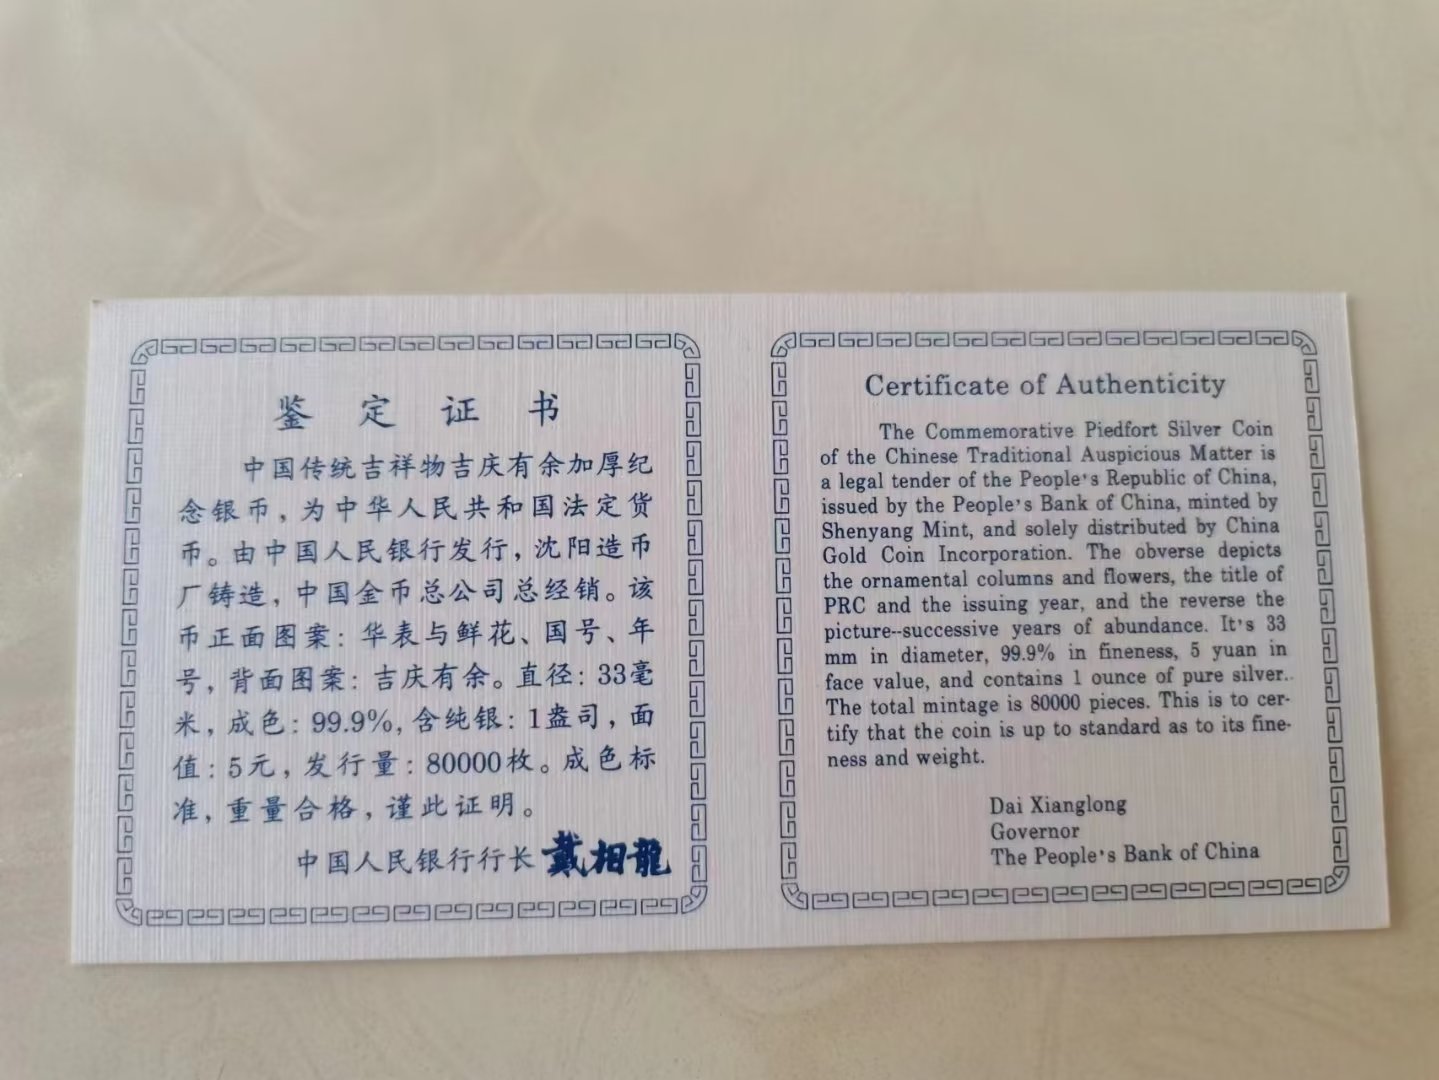 鉴定证书
中国传统吉祥物吉庆有余加厚纪
念银币，为中华人民共和国法定货
币。由中国人民银行发行，沈阳造币
厂铸造，中国金币总公司总经销。该
币正面图案：华表与鲜花、国号、年
号，背面图案：吉庆有余。直径：33毫
米，成色：99.9%，含纯银：1盎司，面
值：5元，发行量：80000枚。成色标
准，重量合格，谨此证明。
中国人民银行行长 戴相龍
Certificate of Authenticity
The Commemorative Piedfort Silver Coin
of the Chinese Traditional Auspicious Matter is
a legal tender of the People's Republic of China,
issued by the People's Bank of China, minted by
Shenyang Mint, and solely distributed by China
Gold Coin Incorporation. The obverse depicts
the ornamental columns and flowers, the title of
PRC and the issuing year, and the reverse the
picture--successive years of abundance. It's 33
mm in diameter, 99.9% in fineness, 5 yuan in
face value, and contains 1 ounce of pure silver..
The total mintage is 80000 pieces. This is to cer-
tify that the coin is up to standard as to its fine-
ness and weight.
Dai Xianglong
Governor
The People's Bank of China